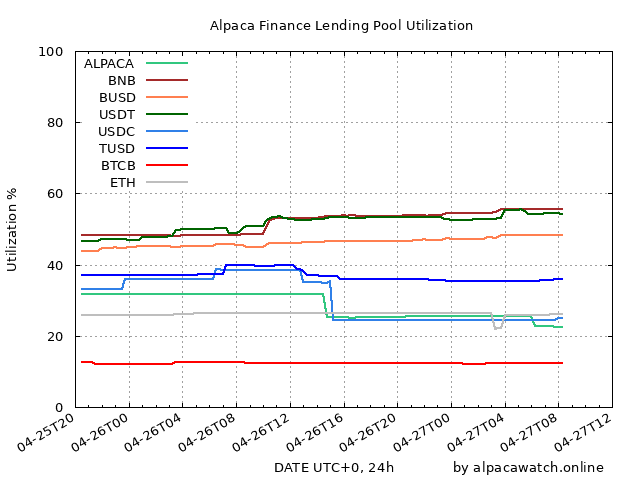 Alpaca Finance Lending Pool Utilization
100
80
60
40
20
0
Utilization %
ALPACA
BNB
BUSD
USDT
USDC
TUSD
BTCB
ETH
04-25T20
04-26T00
04-26T04
04-26T08
04-26T12
04-26T16
04-26T20
04-27T00
04-27T04
04-27T08
04-27T12
DATE UTC+0, 24h
by alpacawatch.online